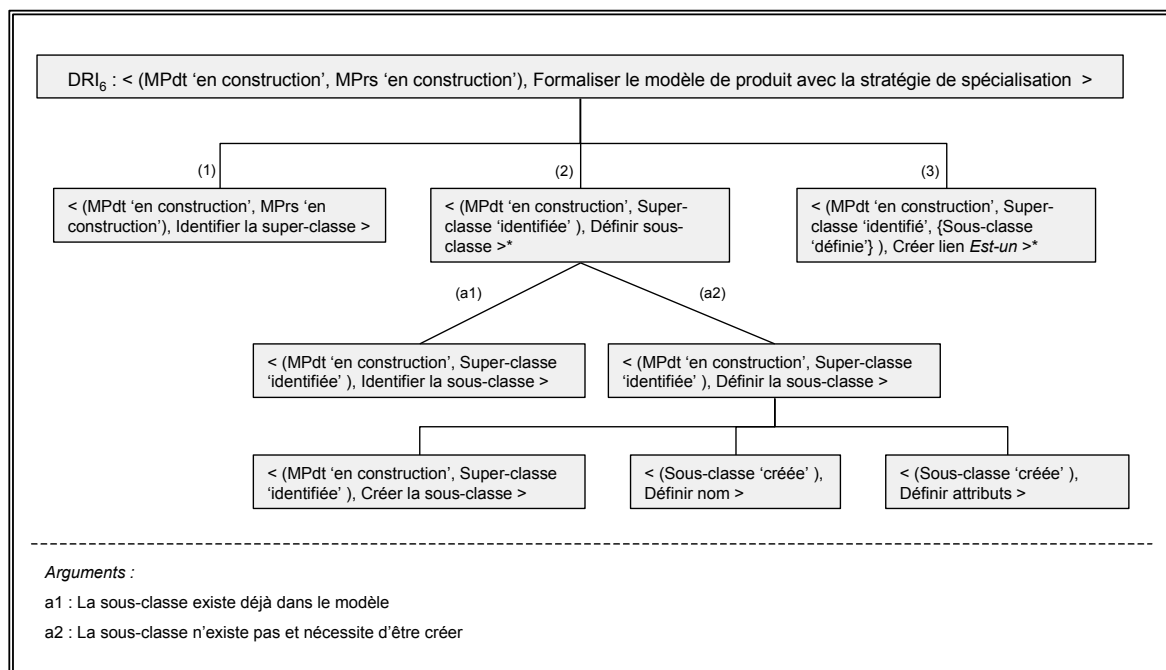 DRI6 : < (MPdt ‘en construction’, MPrs ‘en construction’), Formaliser le modèle de produit avec la stratégie de spécialisation >
(1)
(2)
(3)
< (MPdt ‘en construction’, MPrs ‘en
construction’), Identifier la super-classe >
< (MPdt ‘en construction’, Super-
classe ‘identifiée’ ), Définir sous-
classe >*
< (MPdt ‘en construction’, Super-
classe ‘identifié’, {Sous-classe
‘définie’} ), Créer lien Est-un >*
(a1)
(a2)
< (MPdt ‘en construction’, Super-classe
‘identifiée’ ), Identifier la sous-classe >
< (MPdt ‘en construction’, Super-classe
‘identifiée’ ), Définir la sous-classe >
< (MPdt ‘en construction’, Super-classe
‘identifiée’ ), Créer la sous-classe >
< (Sous-classe ‘créée’ ),
Définir nom >
< (Sous-classe ‘créée’ ),
Définir attributs >
Arguments :
a1 : La sous-classe existe déjà dans le modèle
a2 : La sous-classe n’existe pas et nécessite d’être créer